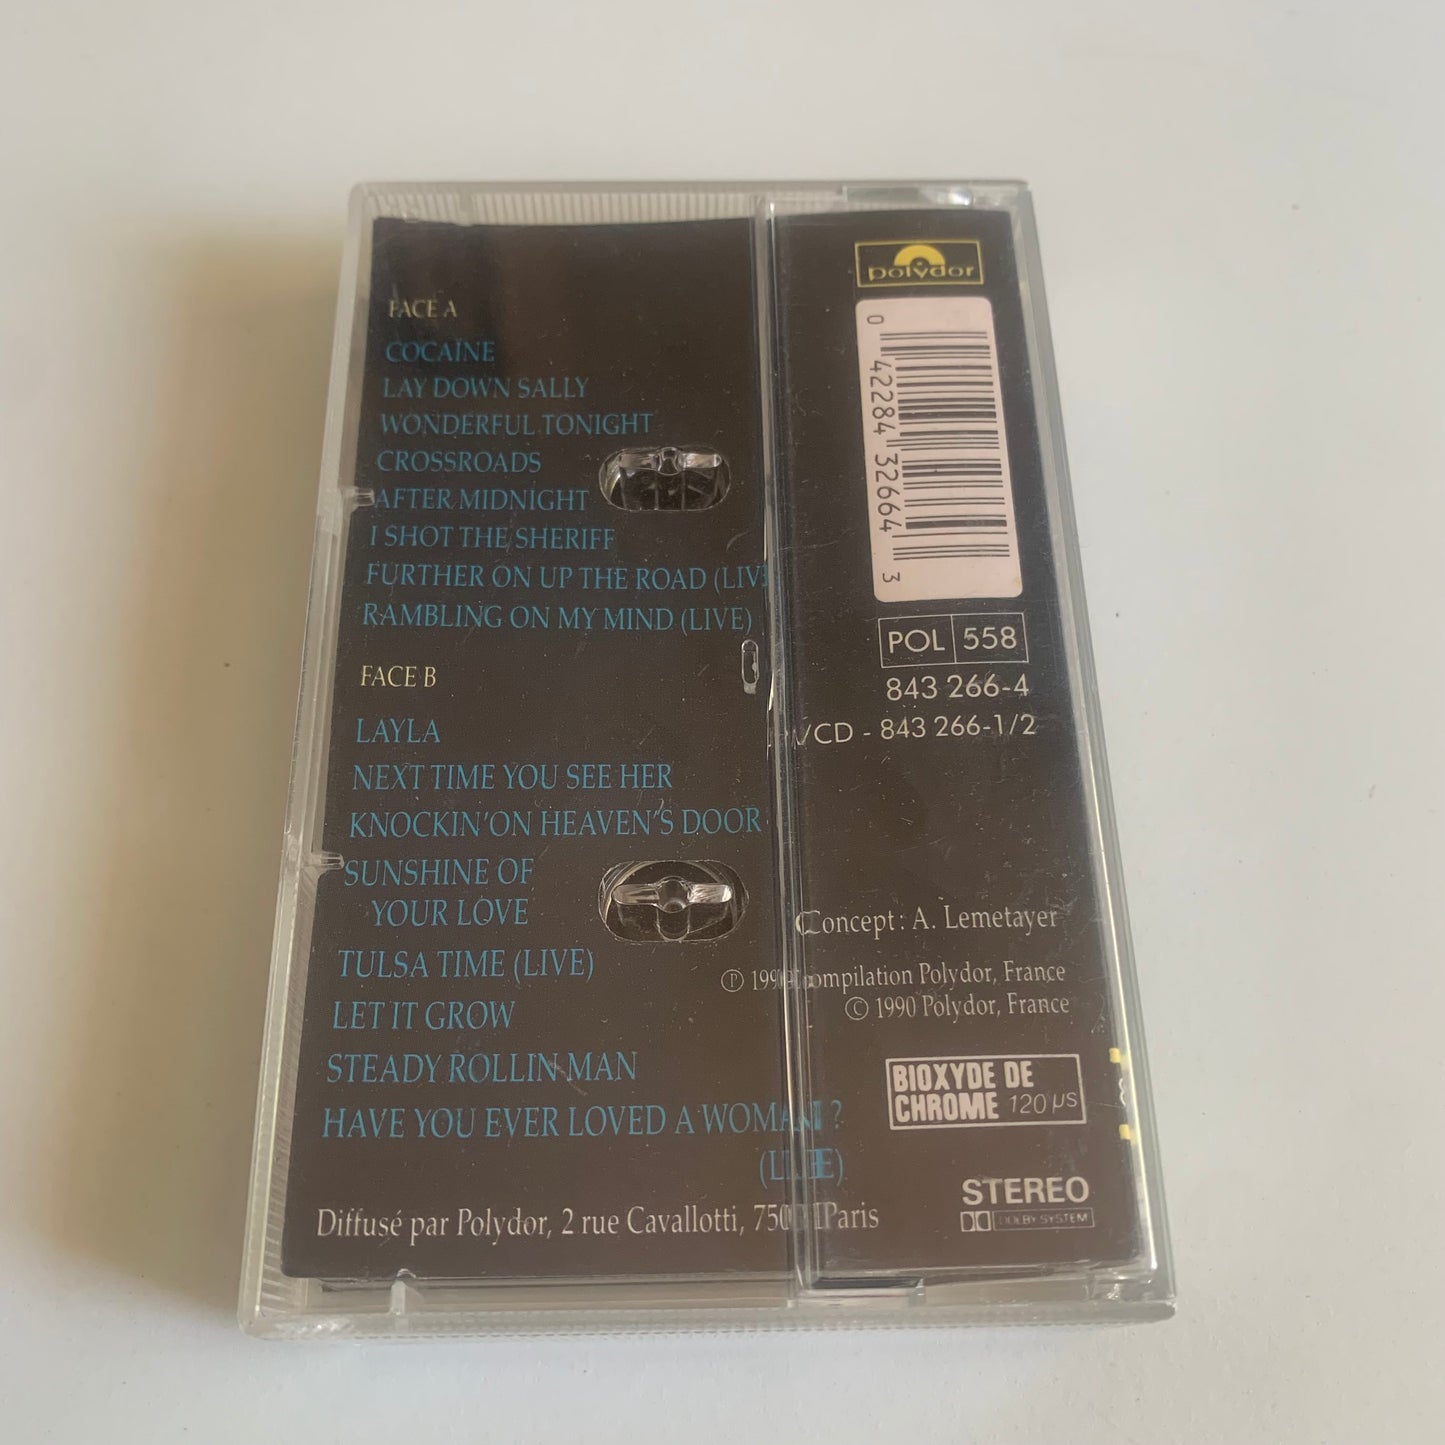 FACE A
COCAÏNE
LAY DOWN SALLY
WONDERFUL TONIGHT
CROSSROADS
AFTER MIDNIGHT
I SHOT THE SHERIFF
FURTHER ON UP THE ROAD (LIVE
RAMBLING ON MY MIND (LIVE)
FACE B
LAYLA
NEXT TIME YOU SEE HER
KNOCKIN'ON HEAVEN'S DOOR
SUNSHINE OF
YOUR LOVE
TULSA TIME (LIVE)
LET IT GROW
STEADY ROLLIN MAN
HAVE YOU EVER LOVED A WOMAN ?
(LIVE)
Diffusé par Polydor, 2 rue Cavallotti, Paris
polydor
0 42284 32664 3
POL 558
843 266-4
/CD - 843 266-1/2
Concept : A. Lemetayer
℗ 1990 Compilation Polydor, France
© 1990 Polydor, France
BIOXYDE DE
CHROME 120 µs
STEREO
DOLBY SYSTEM